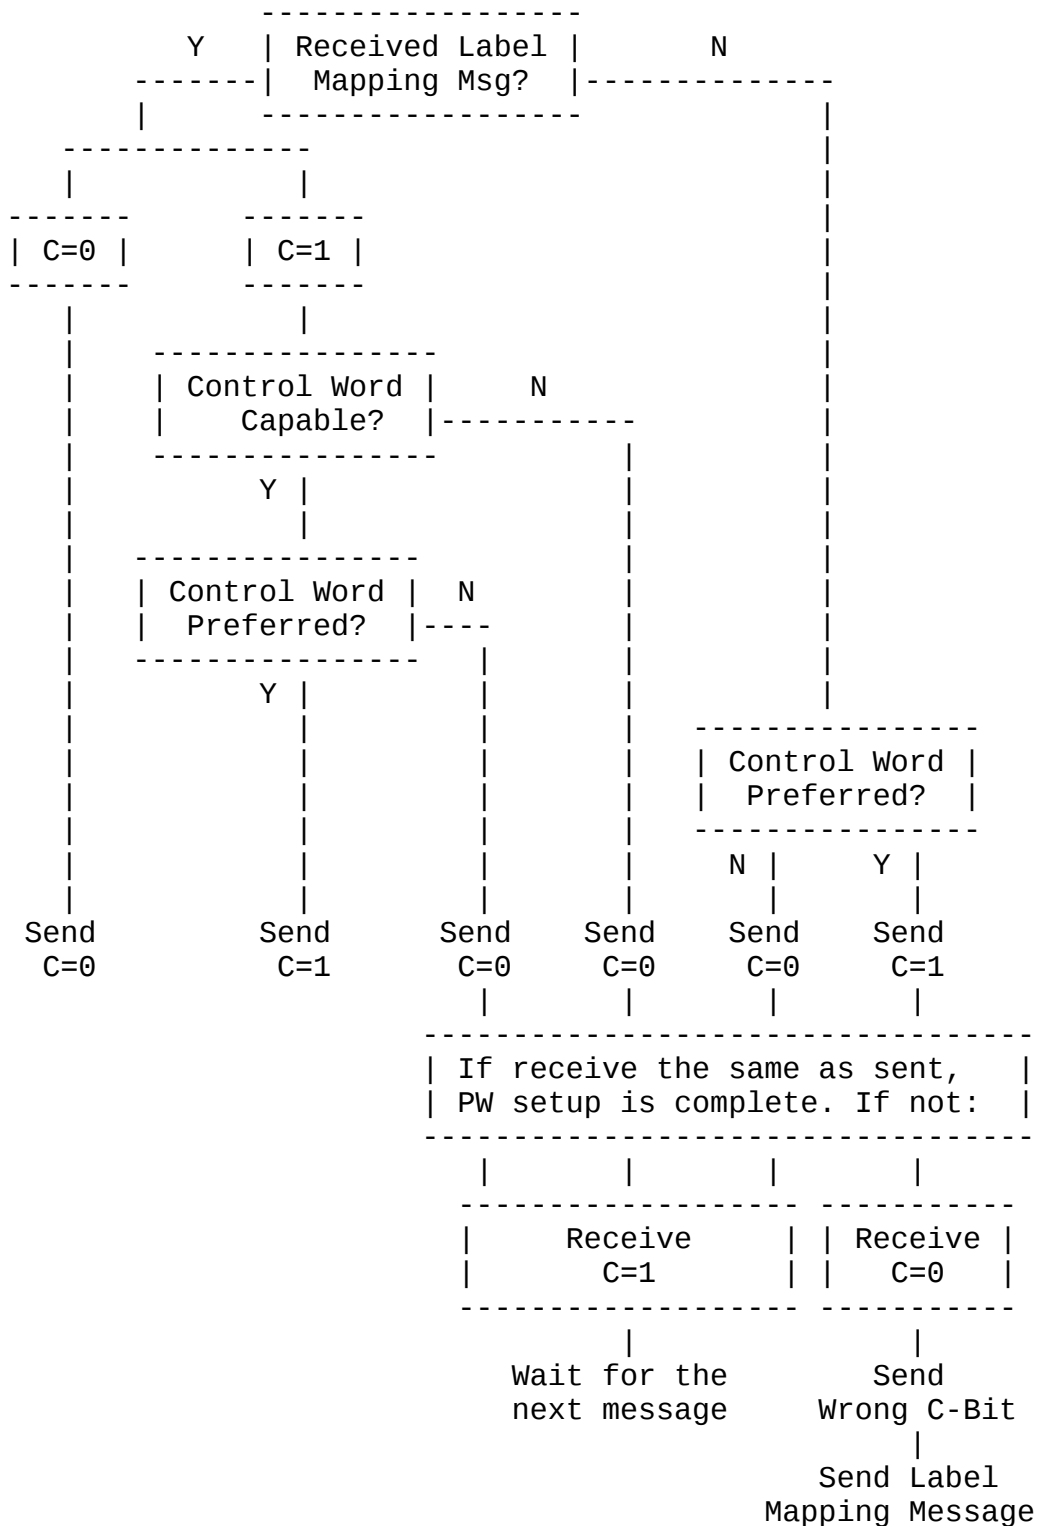 Y Received Label N
Mapping Msg?
C=0 C=1
Control Word N
Capable?
Y
Control Word N
Preferred?
Y
Control Word
Preferred?
N Y
Send Send Send Send Send Send
C=0 C=1 C=0 C=0 C=0 C=1
If receive the same as sent,
PW setup is complete. If not:
Receive Receive
C=1 C=0
Wait for the Send
next message Wrong C-Bit
Send Label
Mapping Message